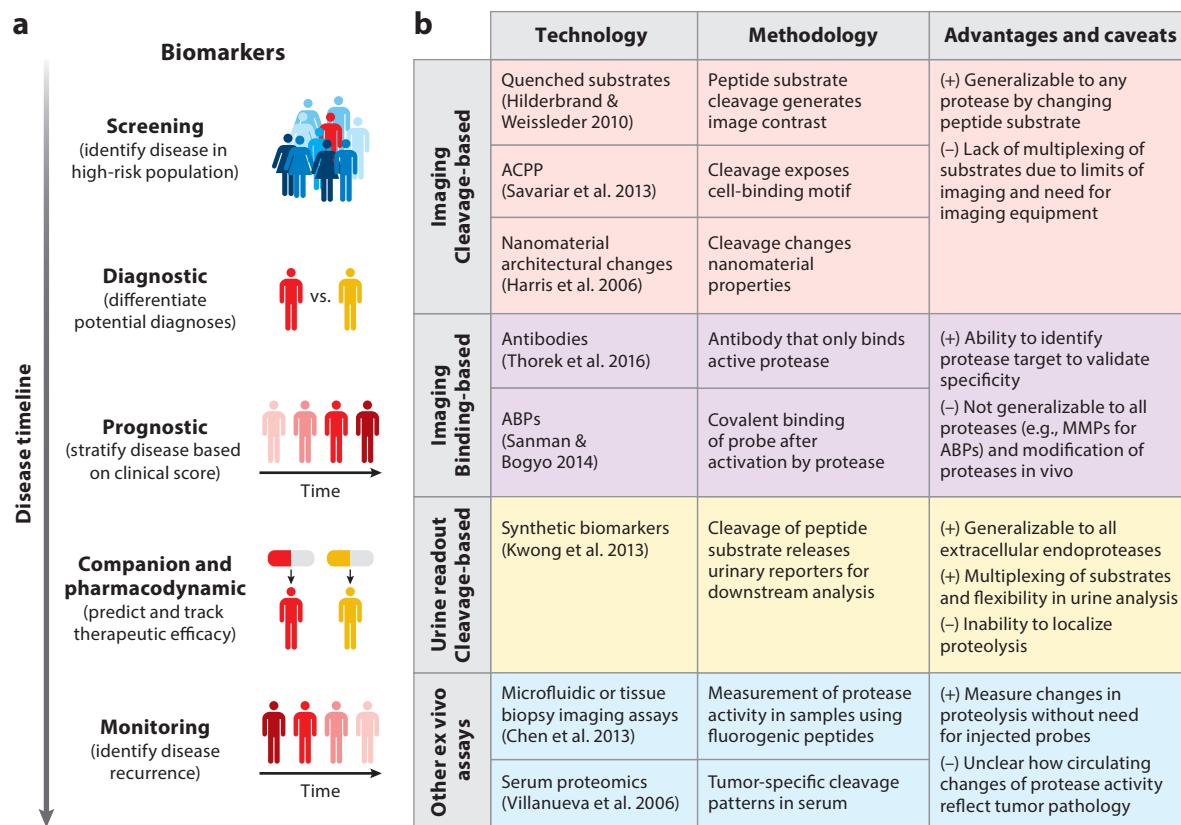 a
Biomarkers
Disease timeline
Screening
(identify disease in
high-risk population)
Diagnostic
(differentiate
potential diagnoses)
vs.
Prognostic
(stratify disease based
on clinical score)
Time
Companion and
pharmacodynamic
(predict and track
therapeutic efficacy)
Monitoring
(identify disease
recurrence)
Time
b
Technology
Methodology
Advantages and caveats
Imaging
Cleavage-based
Quenched substrates
(Hilderbrand &
Weissleder 2010)
Peptide substrate
cleavage generates
image contrast
(+) Generalizable to any
protease by changing
peptide substrate
(−) Lack of multiplexing of
substrates due to limits of
imaging and need for
imaging equipment
ACPP
(Savariar et al. 2013)
Cleavage exposes
cell-binding motif
Nanomaterial
architectural changes
(Harris et al. 2006)
Cleavage changes
nanomaterial
properties
Imaging
Binding-based
Antibodies
(Thorek et al. 2016)
Antibody that only binds
active protease
(+) Ability to identify
protease target to validate
specificity
(−) Not generalizable to all
proteases (e.g., MMPs for
ABPs) and modification of
proteases in vivo
ABPs
(Sanman &
Bogyo 2014)
Covalent binding
of probe after
activation by protease
Urine readout
Cleavage-based
Synthetic biomarkers
(Kwong et al. 2013)
Cleavage of peptide
substrate releases
urinary reporters for
downstream analysis
(+) Generalizable to all
extracellular endoproteases
(+) Multiplexing of substrates
and flexibility in urine analysis
(−) Inability to localize
proteolysis
Other ex vivo
assays
Microfluidic or tissue
biopsy imaging assays
(Chen et al. 2013)
Measurement of protease
activity in samples using
fluorogenic peptides
(+) Measure changes in
proteolysis without need
for injected probes
(−) Unclear how circulating
changes of protease activity
reflect tumor pathology
Serum proteomics
(Villanueva et al. 2006)
Tumor-specific cleavage
patterns in serum